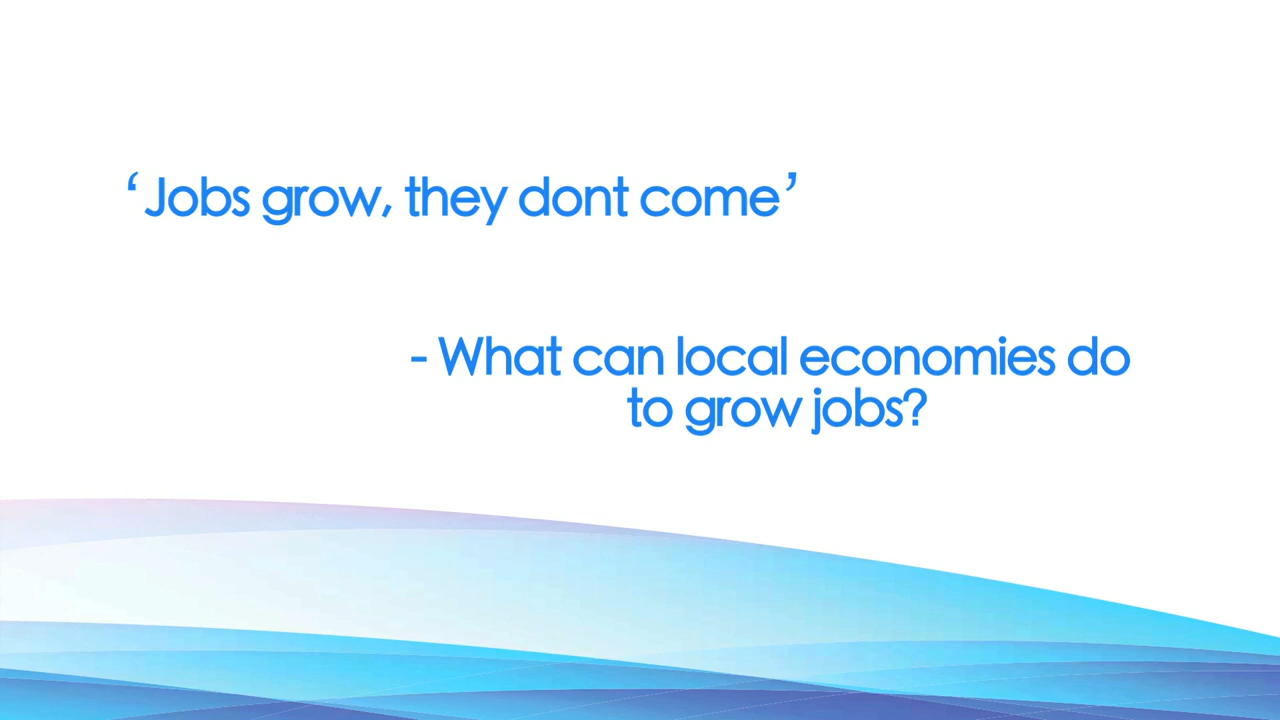 ‘Jobs grow, they dont come’
- What can local economies do
to grow jobs?